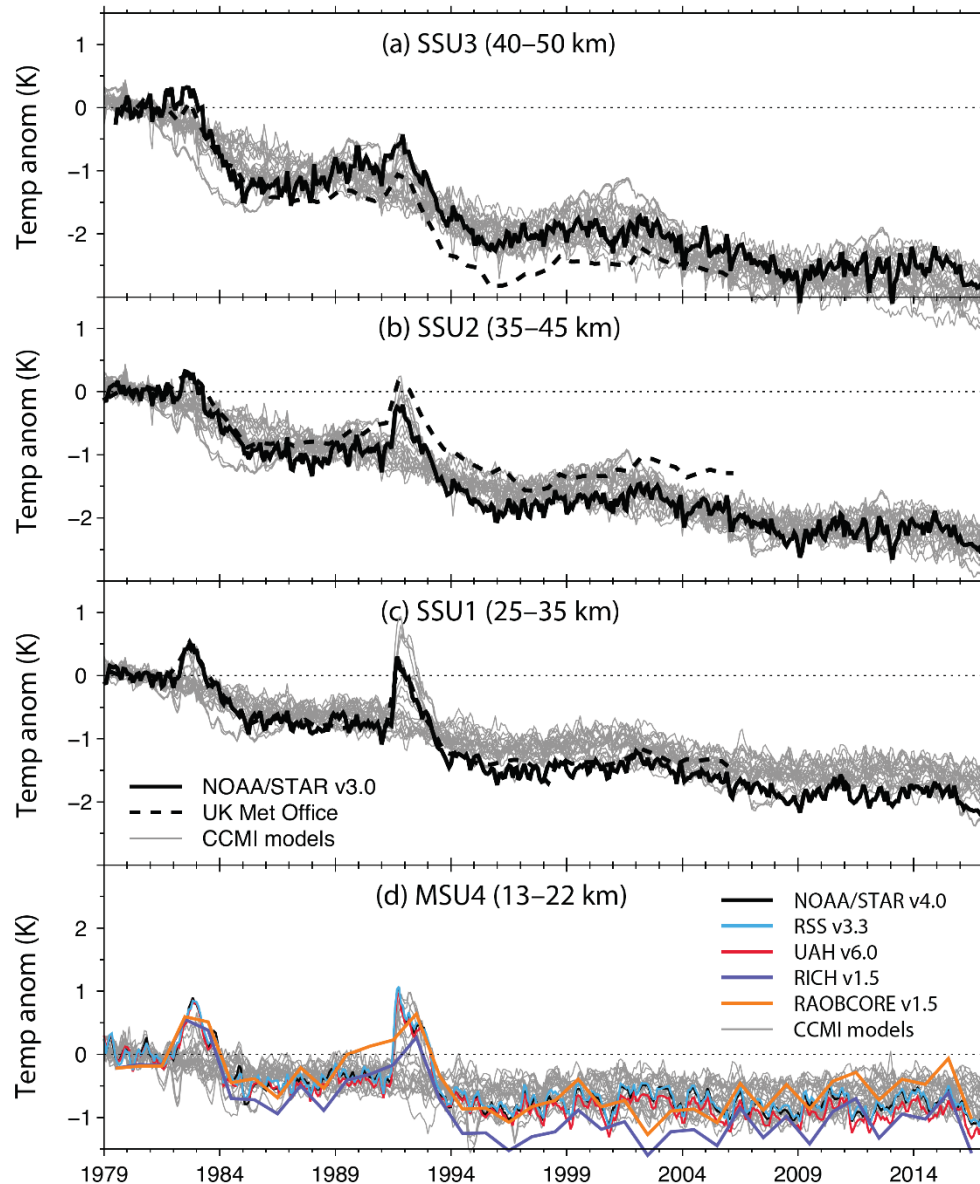 (a) SSU3 (40–50 km)
Temp anom (K)
1
0
−1
-2
(b) SSU2 (35–45 km)
Temp anom (K)
1
0
−1
−2
(c) SSU1 (25–35 km)
Temp anom (K)
1
0
−1
−2
NOAA/STAR v3.0
UK Met Office
CCMI models
(d) MSU4 (13–22 km)
Temp anom (K)
2
1
0
−1
NOAA/STAR v4.0
RSS v3.3
UAH v6.0
RICH v1.5
RAOBCORE v1.5
CCMI models
1979 1984 1989 1994 1999 2004 2009 2014